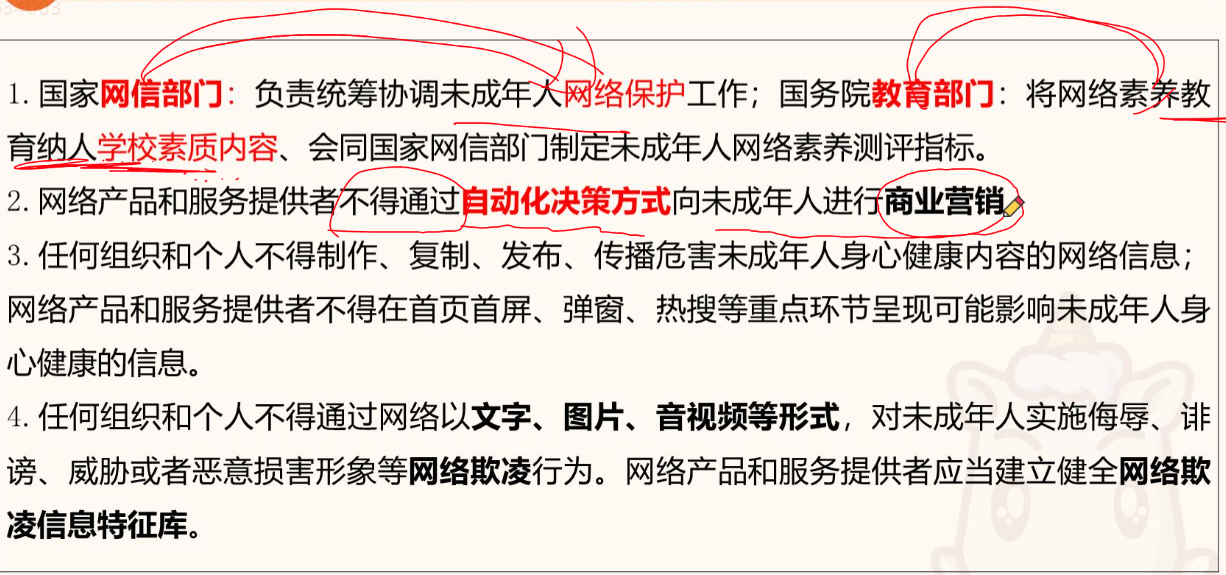 1. 国家网信部门：负责统筹协调未成年人网络保护工作；国务院教育部门：将网络素养教
育纳人学校素质内容、会同国家网信部门制定未成年人网络素养测评指标。
2. 网络产品和服务提供者不得通过自动化决策方式向未成年人进行商业营销
3. 任何组织和个人不得制作、复制、发布、传播危害未成年人身心健康内容的网络信息；
网络产品和服务提供者不得在首页首屏、弹窗、热搜等重点环节呈现可能影响未成年人身
心健康的信息。
4. 任何组织和个人不得通过网络以文字、图片、音视频等形式，对未成年人实施侮辱、诽
谤、威胁或者恶意损害形象等网络欺凌行为。网络产品和服务提供者应当建立健全网络欺
凌信息特征库。